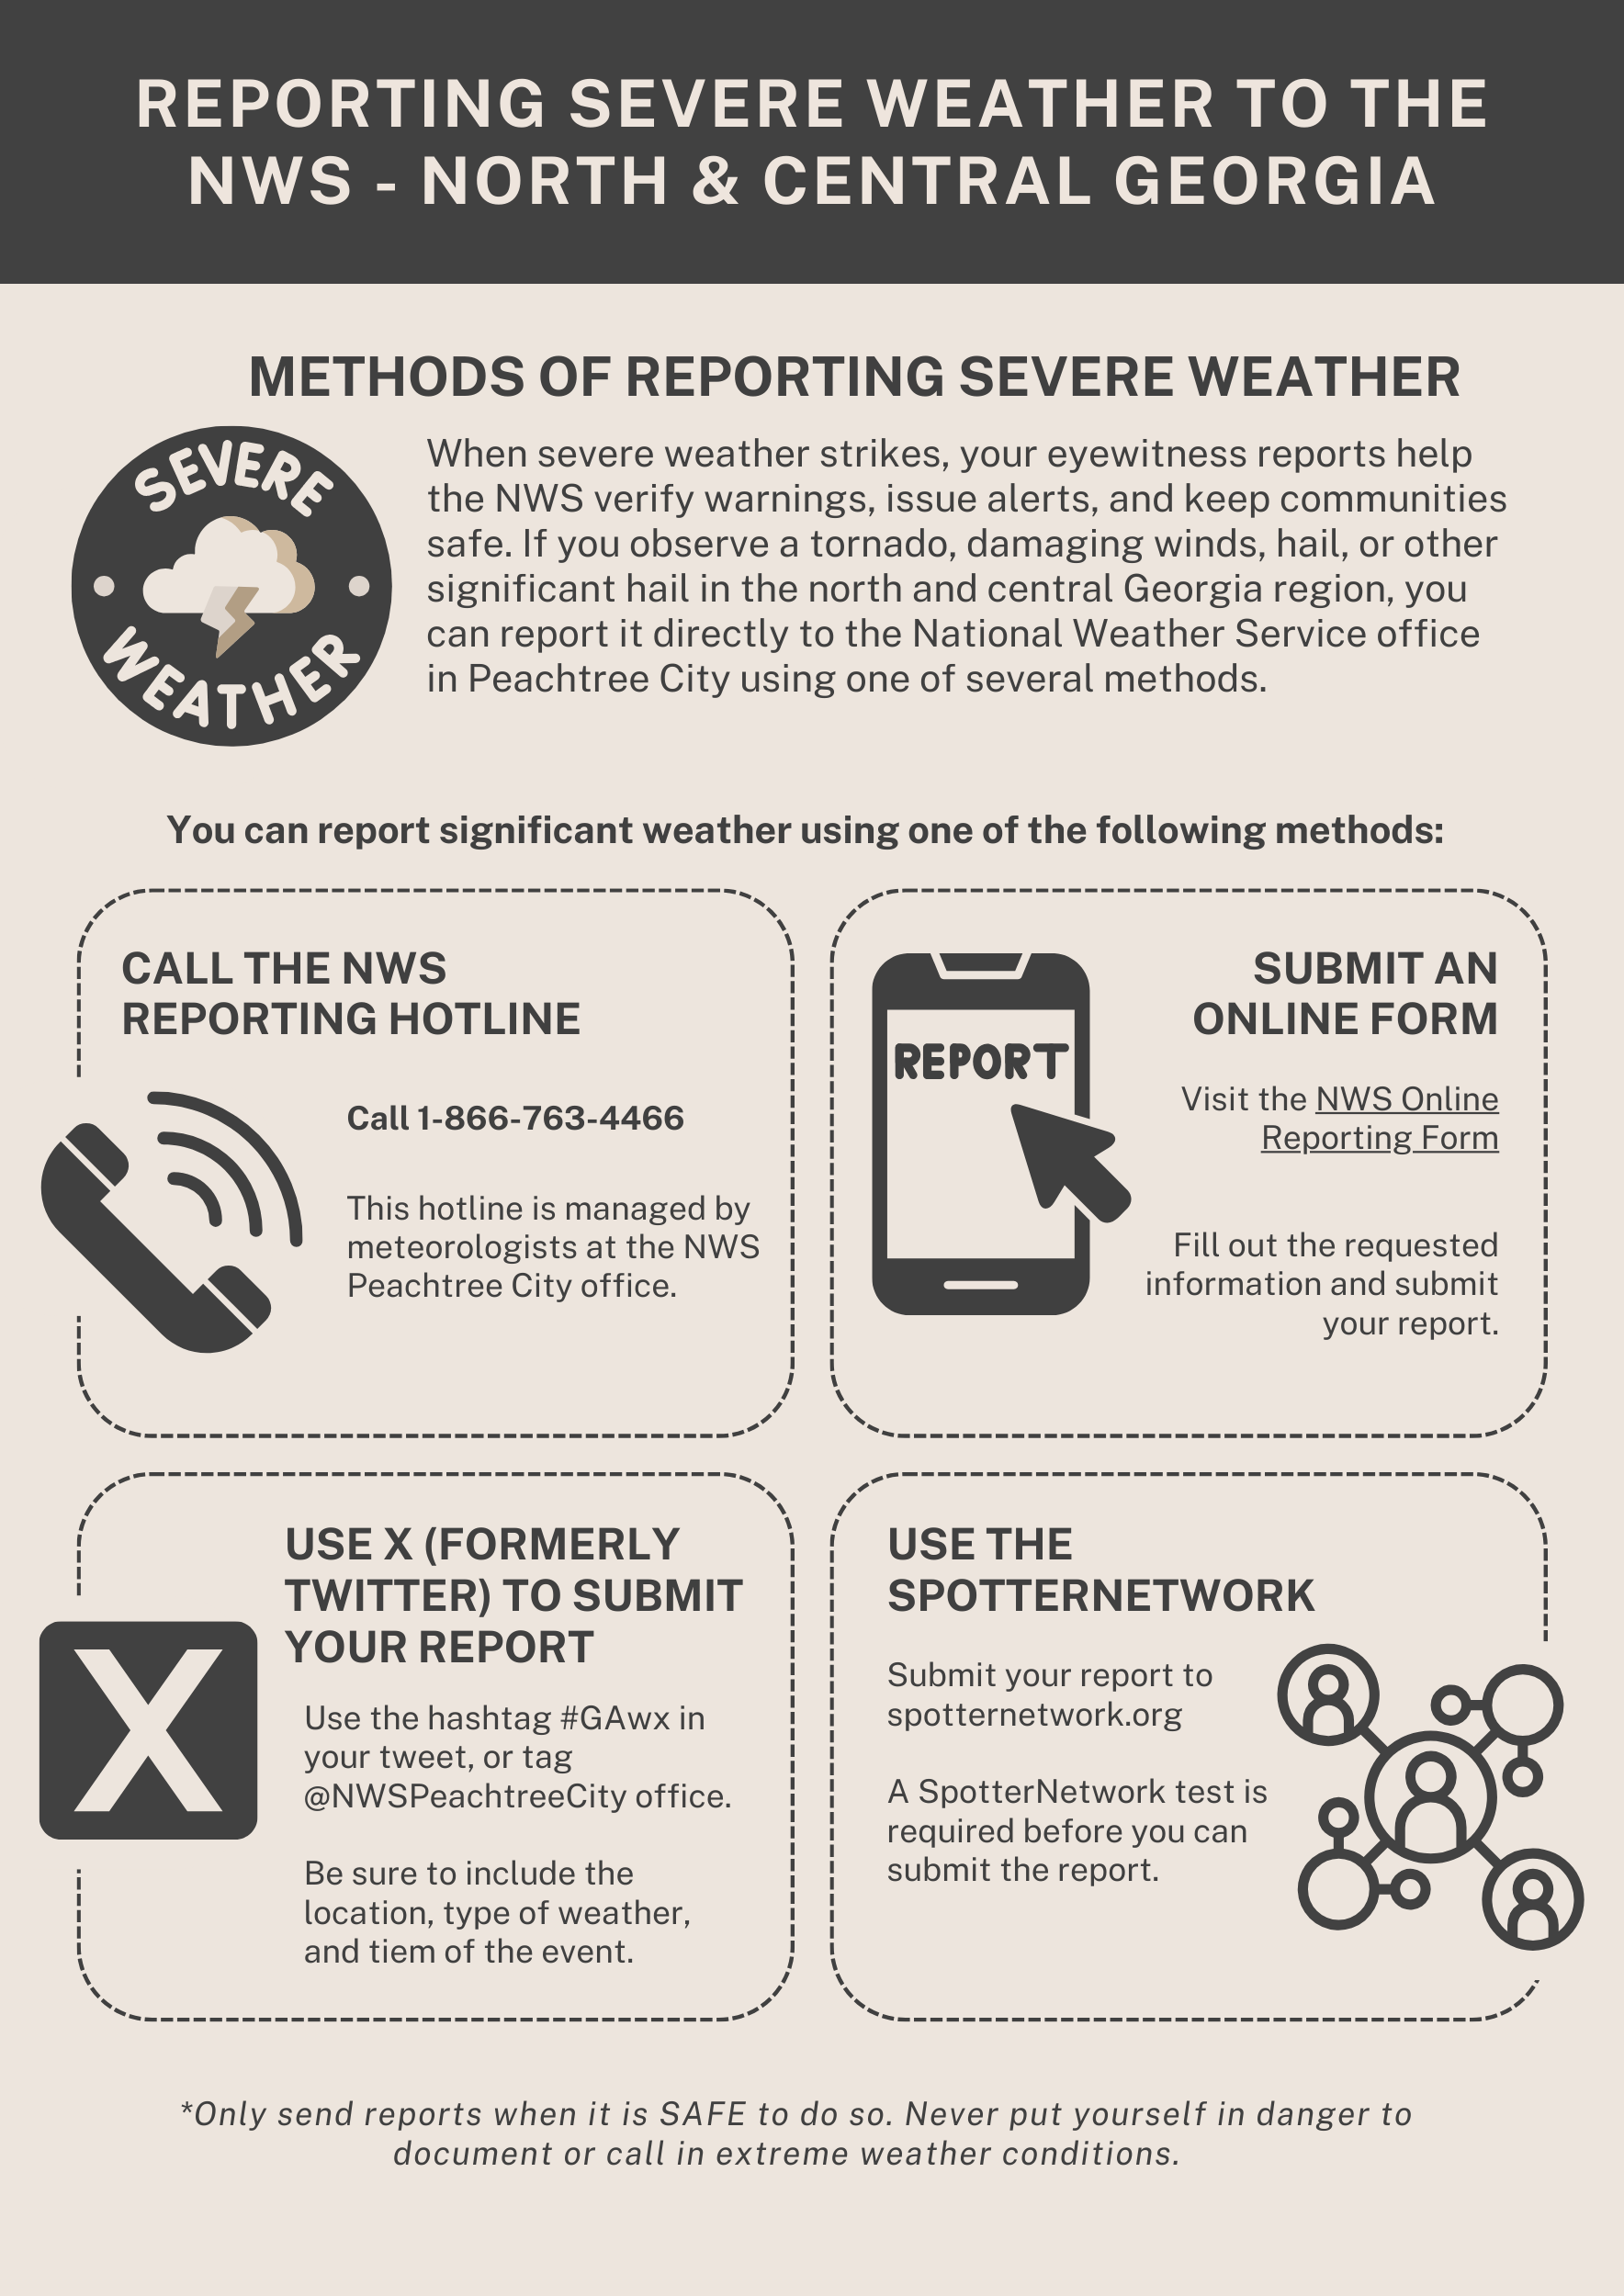 REPORTING SEVERE WEATHER TO THE
NWS - NORTH & CENTRAL GEORGIA
METHODS OF REPORTING SEVERE WEATHER
SEVERE
WEATHER
When severe weather strikes, your eyewitness reports help
the NWS verify warnings, issue alerts, and keep communities
safe. If you observe a tornado, damaging winds, hail, or other
significant hail in the north and central Georgia region, you
can report it directly to the National Weather Service office
in Peachtree City using one of several methods.
You can report significant weather using one of the following methods:
CALL THE NWS
REPORTING HOTLINE
Call 1-866-763-4466
This hotline is managed by
meteorologists at the NWS
Peachtree City office.
REPORT
SUBMIT AN
ONLINE FORM
Visit the NWS Online
Reporting Form
Fill out the requested
information and submit
your report.
X
USE X (FORMERLY
TWITTER) TO SUBMIT
YOUR REPORT
Use the hashtag #GAwx in
your tweet, or tag
@NWSPeachtreeCity office.
Be sure to include the
location, type of weather,
and tiem of the event.
USE THE
SPOTTERNETWORK
Submit your report to
spotternetwork.org
A SpotterNetwork test is
required before you can
submit the report.
*Only send reports when it is SAFE to do so. Never put yourself in danger to
document or call in extreme weather conditions.